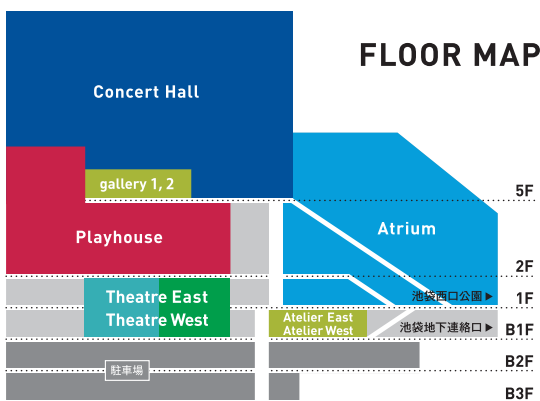 FLOOR MAP
Concert Hall
gallery 1, 2
5F
Playhouse
Atrium
2F
Theatre East
池袋西口公園▶
1F
Theatre West
Atelier East
Atelier West
池袋地下連絡口▶
B1F
B2F
駐車場
B3F